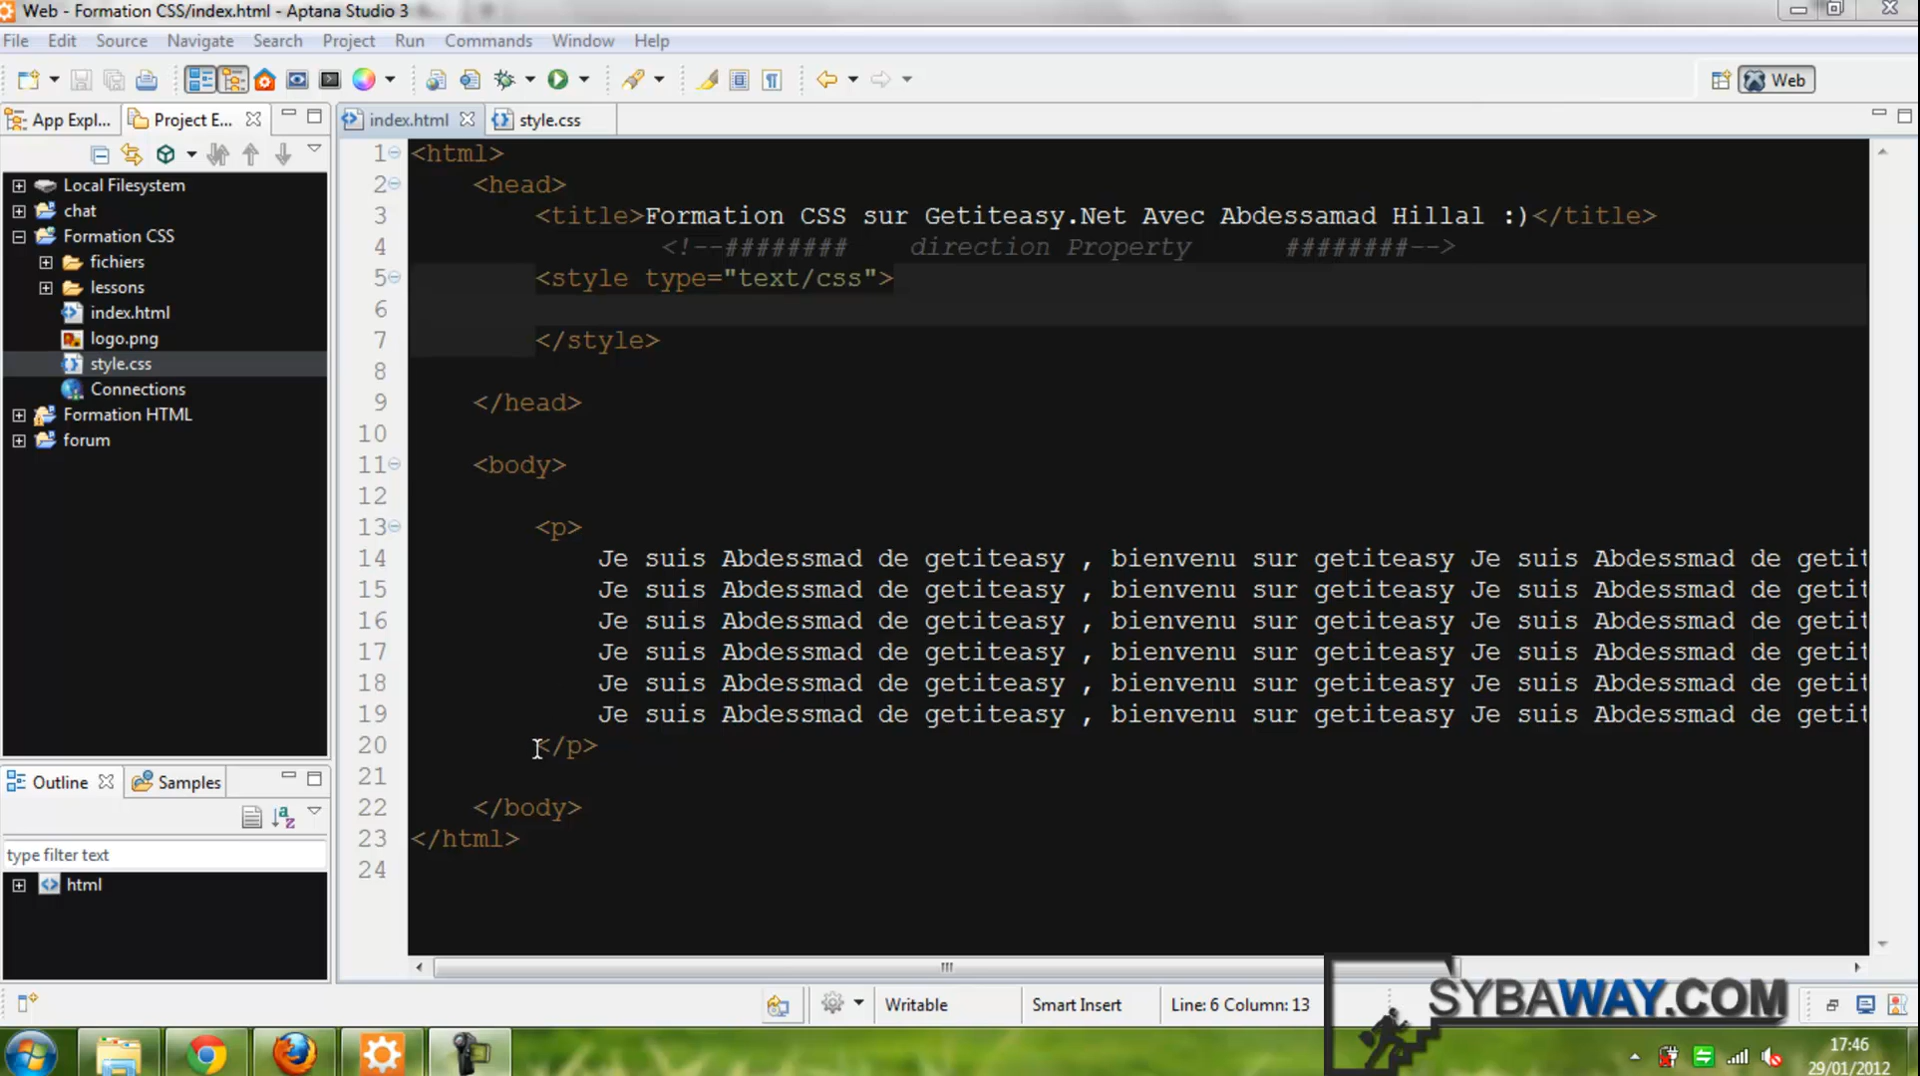 Web - Formation CSS/index.html - Aptana Studio 3
File Edit Source Navigate Search Project Run Commands Window Help
Web
App Expl...
Project E...
index.html
style.css
Local Filesystem
chat
Formation CSS
fichiers
lessons
index.html
logo.png
style.css
Connections
Formation HTML
forum
1 <html>
2 <head>
3 <title>Formation CSS sur Getiteasy.Net Avec Abdessamad Hillal :)</title>
4 <!--######## direction Property ########-->
5 <style type="text/css">
6
7 </style>
8
9 </head>
10
11 <body>
12
13 <p>
14 Je suis Abdessmad de getiteasy , bienvenu sur getiteasy Je suis Abdessmad de getit
15 Je suis Abdessmad de getiteasy , bienvenu sur getiteasy Je suis Abdessmad de getit
16 Je suis Abdessmad de getiteasy , bienvenu sur getiteasy Je suis Abdessmad de getit
17 Je suis Abdessmad de getiteasy , bienvenu sur getiteasy Je suis Abdessmad de getit
18 Je suis Abdessmad de getiteasy , bienvenu sur getiteasy Je suis Abdessmad de getit
19 Je suis Abdessmad de getiteasy , bienvenu sur getiteasy Je suis Abdessmad de getit
20 </p>
21
22 </body>
23 </html>
24
Outline
Samples
type filter text
html
Writable
Smart Insert
Line: 6 Column: 13
SYBAWAY.COM
17:46
29/01/2012